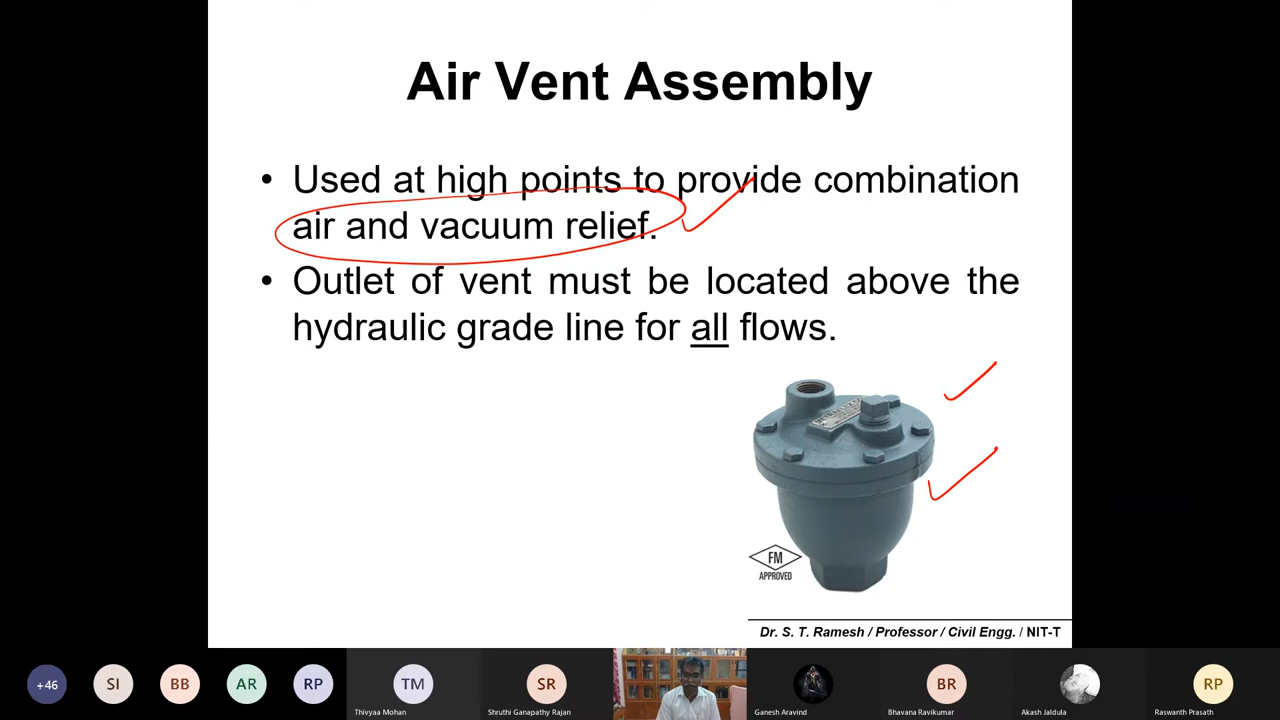 Air Vent Assembly
• Used at high points to provide combination
air and vacuum relief.
• Outlet of vent must be located above the
hydraulic grade line for all flows.
FM
APPROVED
Dr. S. T. Ramesh / Professor / Civil Engg. / NIT-T
+46
SI
BB
AR
RP
TM
Thivyaa Mohan
SR
Shruthi Ganapathy Rajan
Ganesh Aravind
BR
Bhavana Ravikumar
Akash Jaldula
RP
Raswanth Prasath